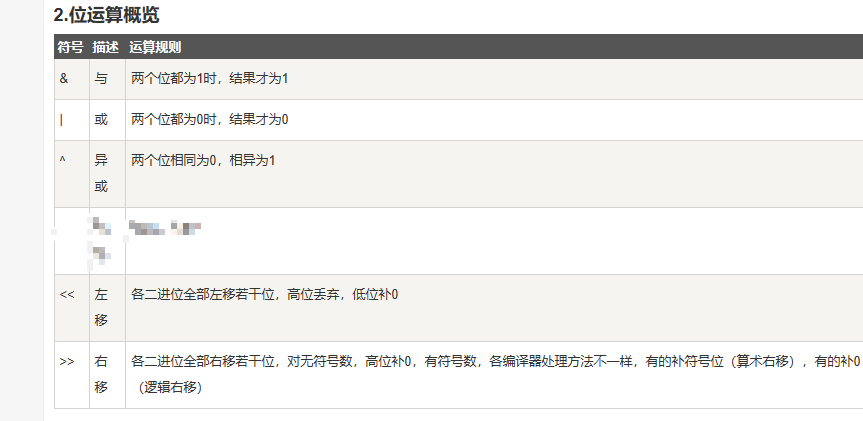 2.位运算概览
符号 描述 运算规则
& 与 两个位都为1时，结果才为1
| 或 两个位都为0时，结果才为0
^ 异 两个位相同为0，相异为1
或
<< 左 各二进位全部左移若干位，高位丢弃，低位补0
移
>> 右 各二进位全部右移若干位，对无符号数，高位补0，有符号数，各编译器处理方法不一样，有的补符号位（算术右移），有的补0
移 （逻辑右移）